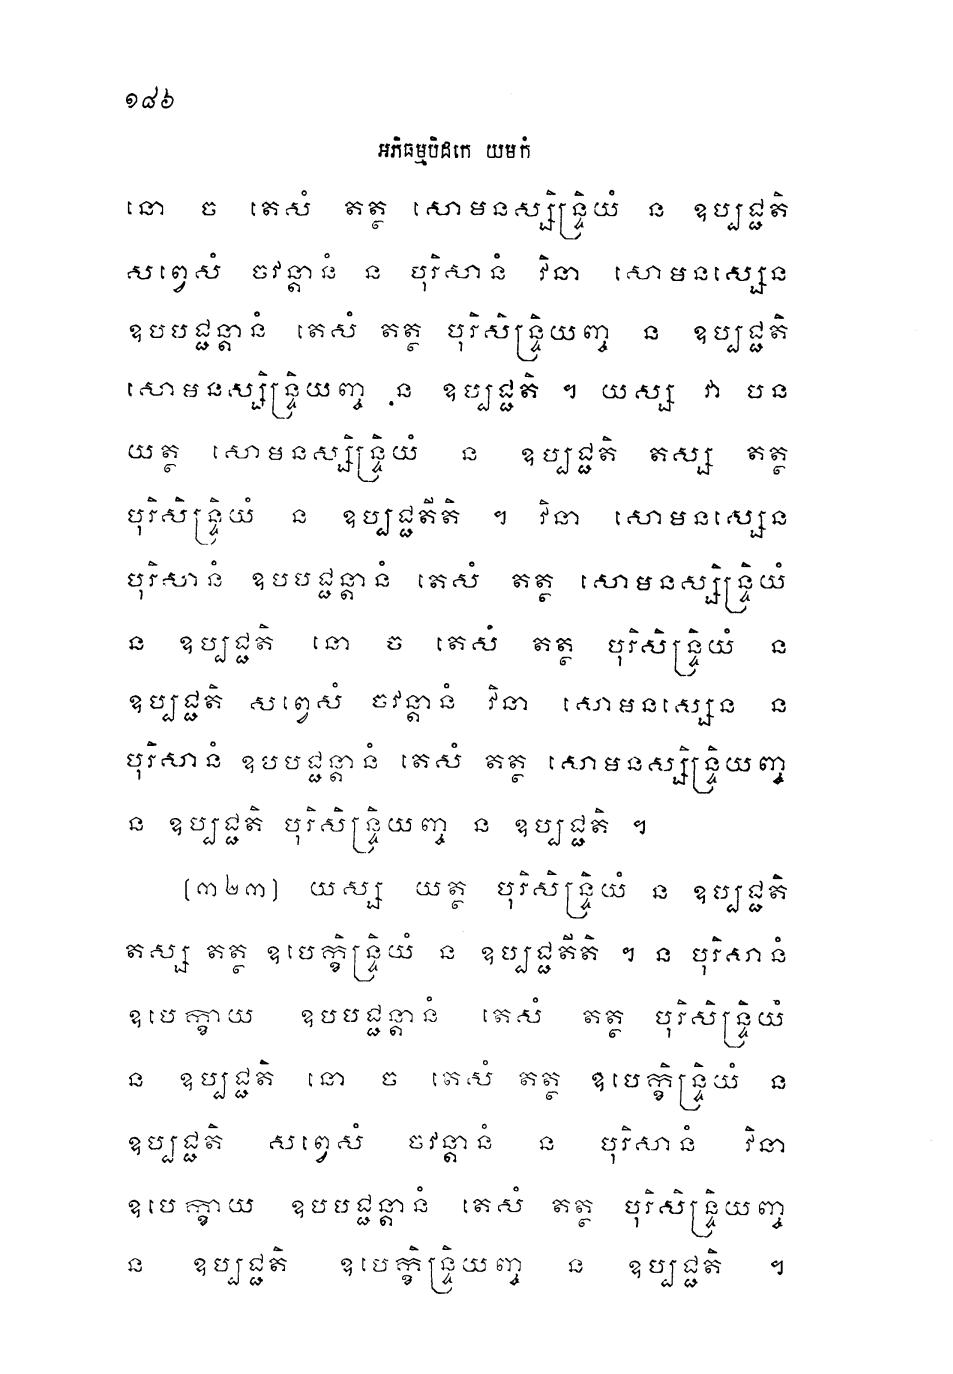 ១៨៦
អភិធម្មបិដកេ យមកំ
នោ ច តេសំ តត្ថ សោមនស្សិន្ទ្រិយំ ន ឧប្បជ្ជតិ
សព្វេសំ ចវន្តានំ ន បុរិសានំ វិនា សោមនស្សេន
ឧបបជ្ជន្តានំ តេសំ តត្ថ បុរិសិន្ទ្រិយញ្ច ន ឧប្បជ្ជតិ
សោមនស្សិន្ទ្រិយញ្ច ន ឧប្បជ្ជតិ ។ យស្ស វា បន
យត្ថ សោមនស្សិន្ទ្រិយំ ន ឧប្បជ្ជតិ តស្ស តត្ថ
បុរិសិន្ទ្រិយំ ន ឧប្បជ្ជតីតិ ។ វិនា សោមនស្សេន
បុរិសានំ ឧបបជ្ជន្តានំ តេសំ តត្ថ សោមនស្សិន្ទ្រិយំ
ន ឧប្បជ្ជតិ នោ ច តេសំ តត្ថ បុរិសិន្ទ្រិយំ ន
ឧប្បជ្ជតិ សព្វេសំ ចវន្តានំ វិនា សោមនស្សេន ន
បុរិសានំ ឧបបជ្ជន្តានំ តេសំ តត្ថ សោមនស្សិន្ទ្រិយញ្ច
ន ឧប្បជ្ជតិ បុរិសិន្ទ្រិយញ្ច ន ឧប្បជ្ជតិ ។
(៣២៣) យស្ស យត្ថ បុរិសិន្ទ្រិយំ ន ឧប្បជ្ជតិ
តស្ស តត្ថ ឧបេក្ខិន្ទ្រិយំ ន ឧប្បជ្ជតីតិ ។ ន បុរិសានំ
ឧបេក្ខាយ ឧបបជ្ជន្តានំ តេសំ តត្ថ បុរិសិន្ទ្រិយំ
ន ឧប្បជ្ជតិ នោ ច តេសំ តត្ថ ឧបេក្ខិន្ទ្រិយំ ន
ឧប្បជ្ជតិ សព្វេសំ ចវន្តានំ ន បុរិសានំ វិនា
ឧបេក្ខាយ ឧបបជ្ជន្តានំ តេសំ តត្ថ បុរិសិន្ទ្រិយញ្ច
ន ឧប្បជ្ជតិ ឧបេក្ខិន្ទ្រិយញ្ច ន ឧប្បជ្ជតិ ។